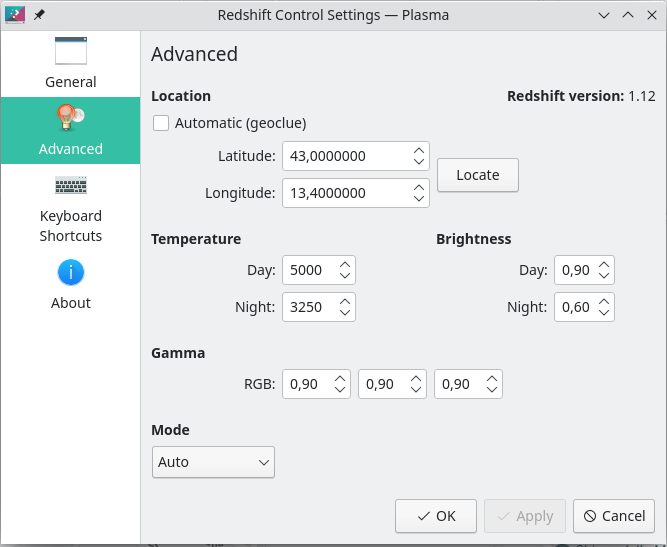 Redshift Control Settings — Plasma
General
Advanced
Keyboard
Shortcuts
About
Advanced
Location
Redshift version: 1.12
Automatic (geoclue)
Latitude: 43,0000000
Longitude: 13,4000000
Locate
Temperature
Brightness
Day: 5000
Day: 0,90
Night: 3250
Night: 0,60
Gamma
RGB: 0,90 0,90 0,90
Mode
Auto
OK
Apply
Cancel